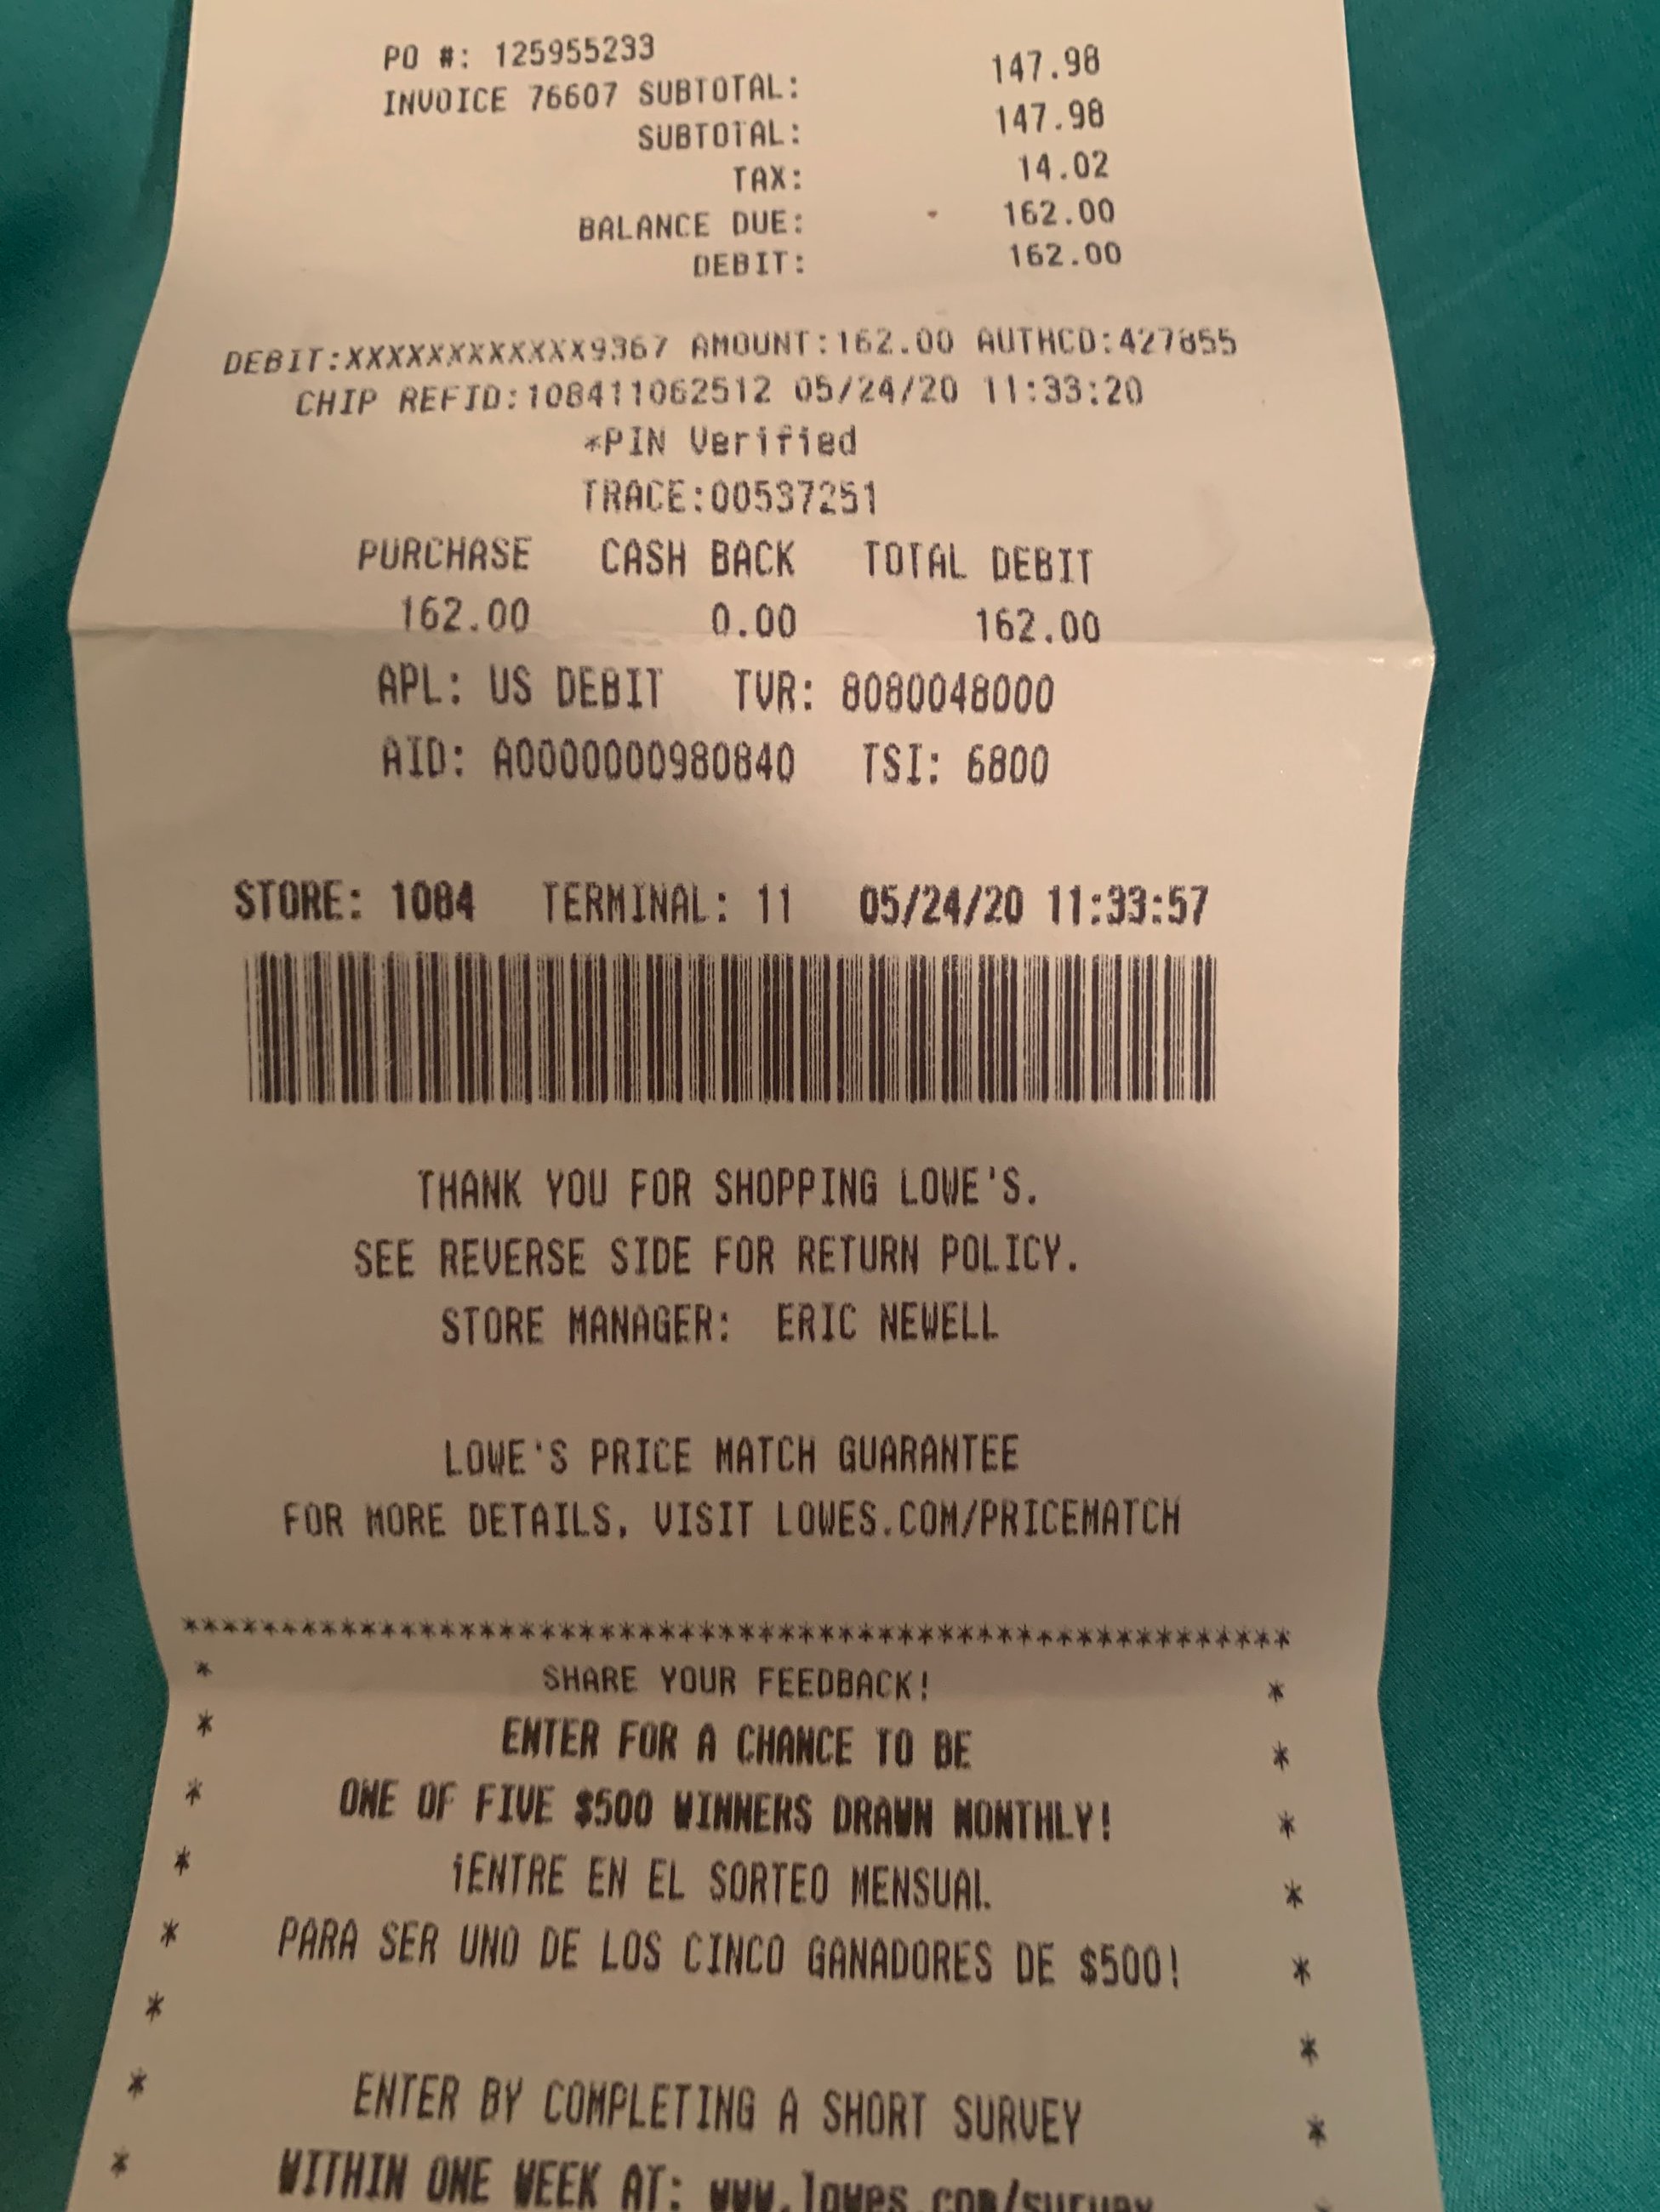 PO #: 125955233
INVOICE 76607 SUBTOTAL: 147.98
SUBTOTAL: 147.98
TAX: 14.02
BALANCE DUE: 162.00
DEBIT: 162.00
DEBIT:XXXXXXXXXXXX9367 AMOUNT:162.00 AUTHCD:427855
CHIP REFID:108411062512 05/24/20 11:33:20
*PIN Verified
TRACE:00537251
PURCHASE CASH BACK TOTAL DEBIT
162.00 0.00 162.00
APL: US DEBIT TVR: 8080048000
AID: A0000000980840 TSI: 6800
STORE: 1084 TERMINAL: 11 05/24/20 11:33:57
THANK YOU FOR SHOPPING LOWE'S.
SEE REVERSE SIDE FOR RETURN POLICY.
STORE MANAGER: ERIC NEWELL
LOWE'S PRICE MATCH GUARANTEE
FOR MORE DETAILS, VISIT LOWES.COM/PRICEMATCH
********************************************************
* SHARE YOUR FEEDBACK! *
* ENTER FOR A CHANCE TO BE *
* ONE OF FIVE $500 WINNERS DRAWN MONTHLY! *
* ¡ENTRE EN EL SORTEO MENSUAL *
* PARA SER UNO DE LOS CINCO GANADORES DE $500! *
* *
* ENTER BY COMPLETING A SHORT SURVEY *
* WITHIN ONE WEEK AT: www.lowes.com/survey *